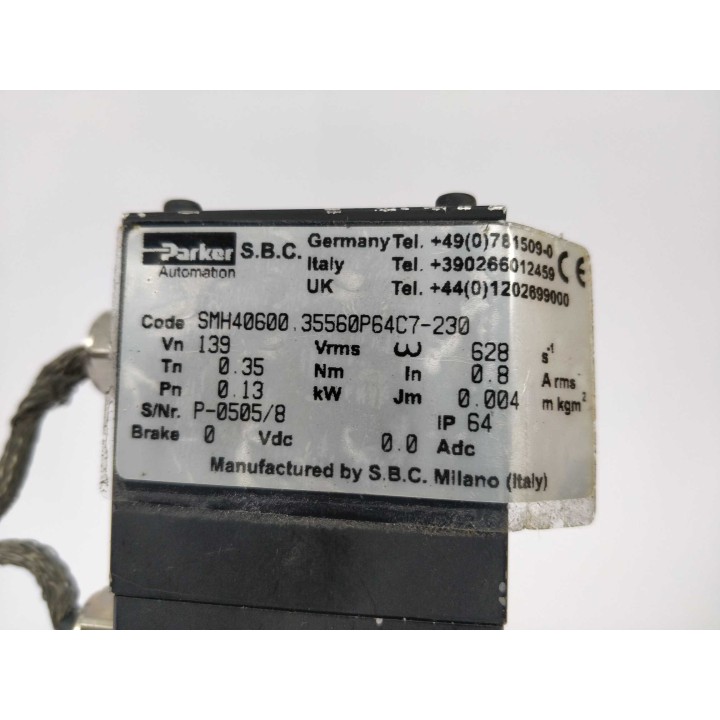 Parker Automation S.B.C. Germany Tel. +49(0)781509-0
Italy Tel. +390266012459 CE
UK Tel. +44(0)1202699000
Code SMH40600.35560P64C7-230
Vn 139 Vrms ω 628 s-1
Tn 0.35 Nm In 0.8 A rms
Pn 0.13 kW Jm 0.004 m kgm2
S/Nr. P-0505/8 IP 64
Brake 0 Vdc 0.0 Adc
Manufactured by S.B.C. Milano (Italy)